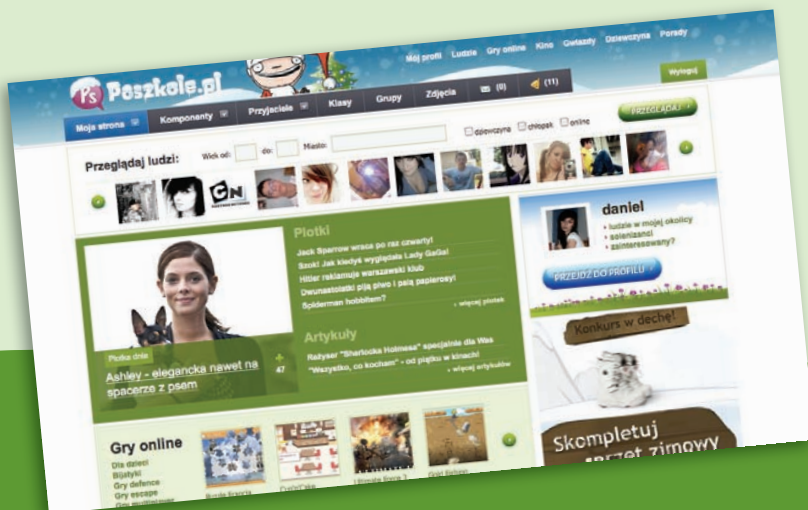 Mój profil Ludzie Gry online Kino Gwiazdy Dziewczyna Porady
Ps Poszkole.pl
Wyloguj
Moja strona Komponenty Przyjaciele Klasy Grupy Zdjęcia (0) (11)
Przeglądaj ludzi: Wiek od: do: Miasto: dziewczyna chłopak online PRZEGLĄDAJ
CN
daniel
ludzie w mojej okolicy
solenizanci
zainteresowany?
PRZEJDŹ DO PROFILU
Plotki
Jack Sparrow wraca po raz czwarty!
Szok! Jak kiedyś wyglądała Lady GaGa!
Hitler reklamuje warszawski klub
Dwunastolatki piją piwo i palą papierosy!
Spiderman hobbitem?
więcej plotek
Artykuły
Reżyser "Sherlocka Holmesa" specjalnie dla Was
"Wszystko, co kocham" - od piątku w kinach!
więcej artykułów
Plotka dnia
Ashley - elegancka nawet na
spacerze z psem
+
47
Konkurs w dechę!
Skompletuj
zimowy
Gry online
Dla dzieci
Bijatyki
Gry defence
Gry escape